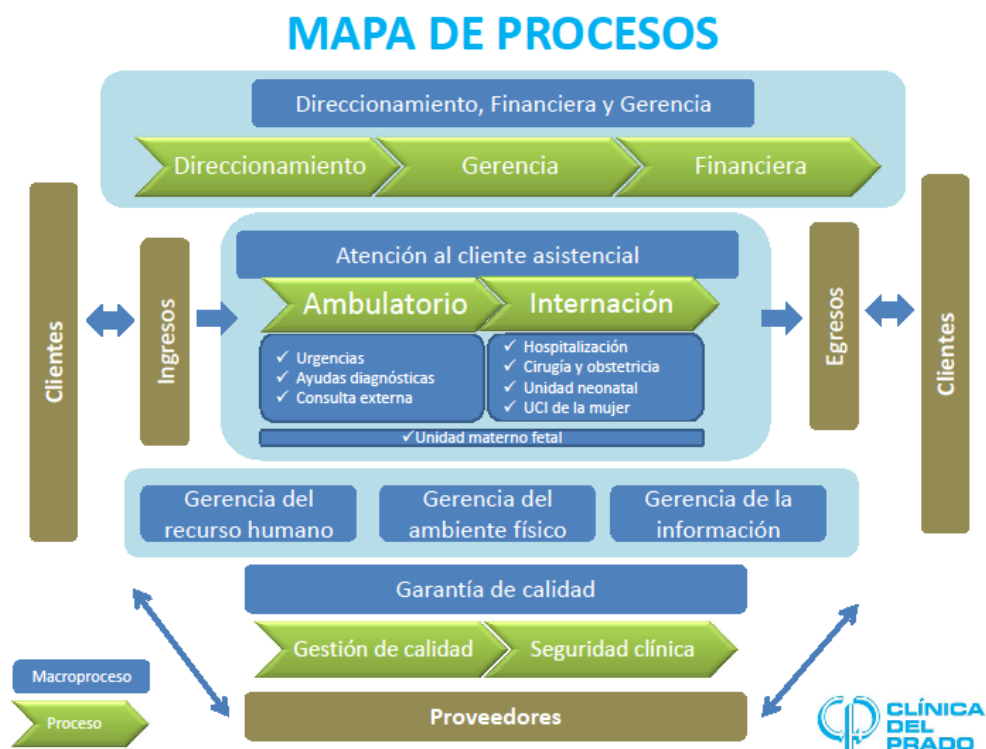 MAPA DE PROCESOS
Direccionamiento, Financiera y Gerencia
Direccionamiento
Gerencia
Financiera
Clientes
Ingresos
Atención al cliente asistencial
Ambulatorio
Internación
✓ Urgencias
✓ Ayudas diagnósticas
✓ Consulta externa
✓ Hospitalización
✓ Cirugía y obstetricia
✓ Unidad neonatal
✓ UCI de la mujer
✓Unidad materno fetal
Egresos
Clientes
Gerencia del
recurso humano
Gerencia del
ambiente físico
Gerencia de la
información
Garantía de calidad
Gestión de calidad
Seguridad clínica
Proveedores
Macroproceso
Proceso
CLÍNICA
DEL
PRADO